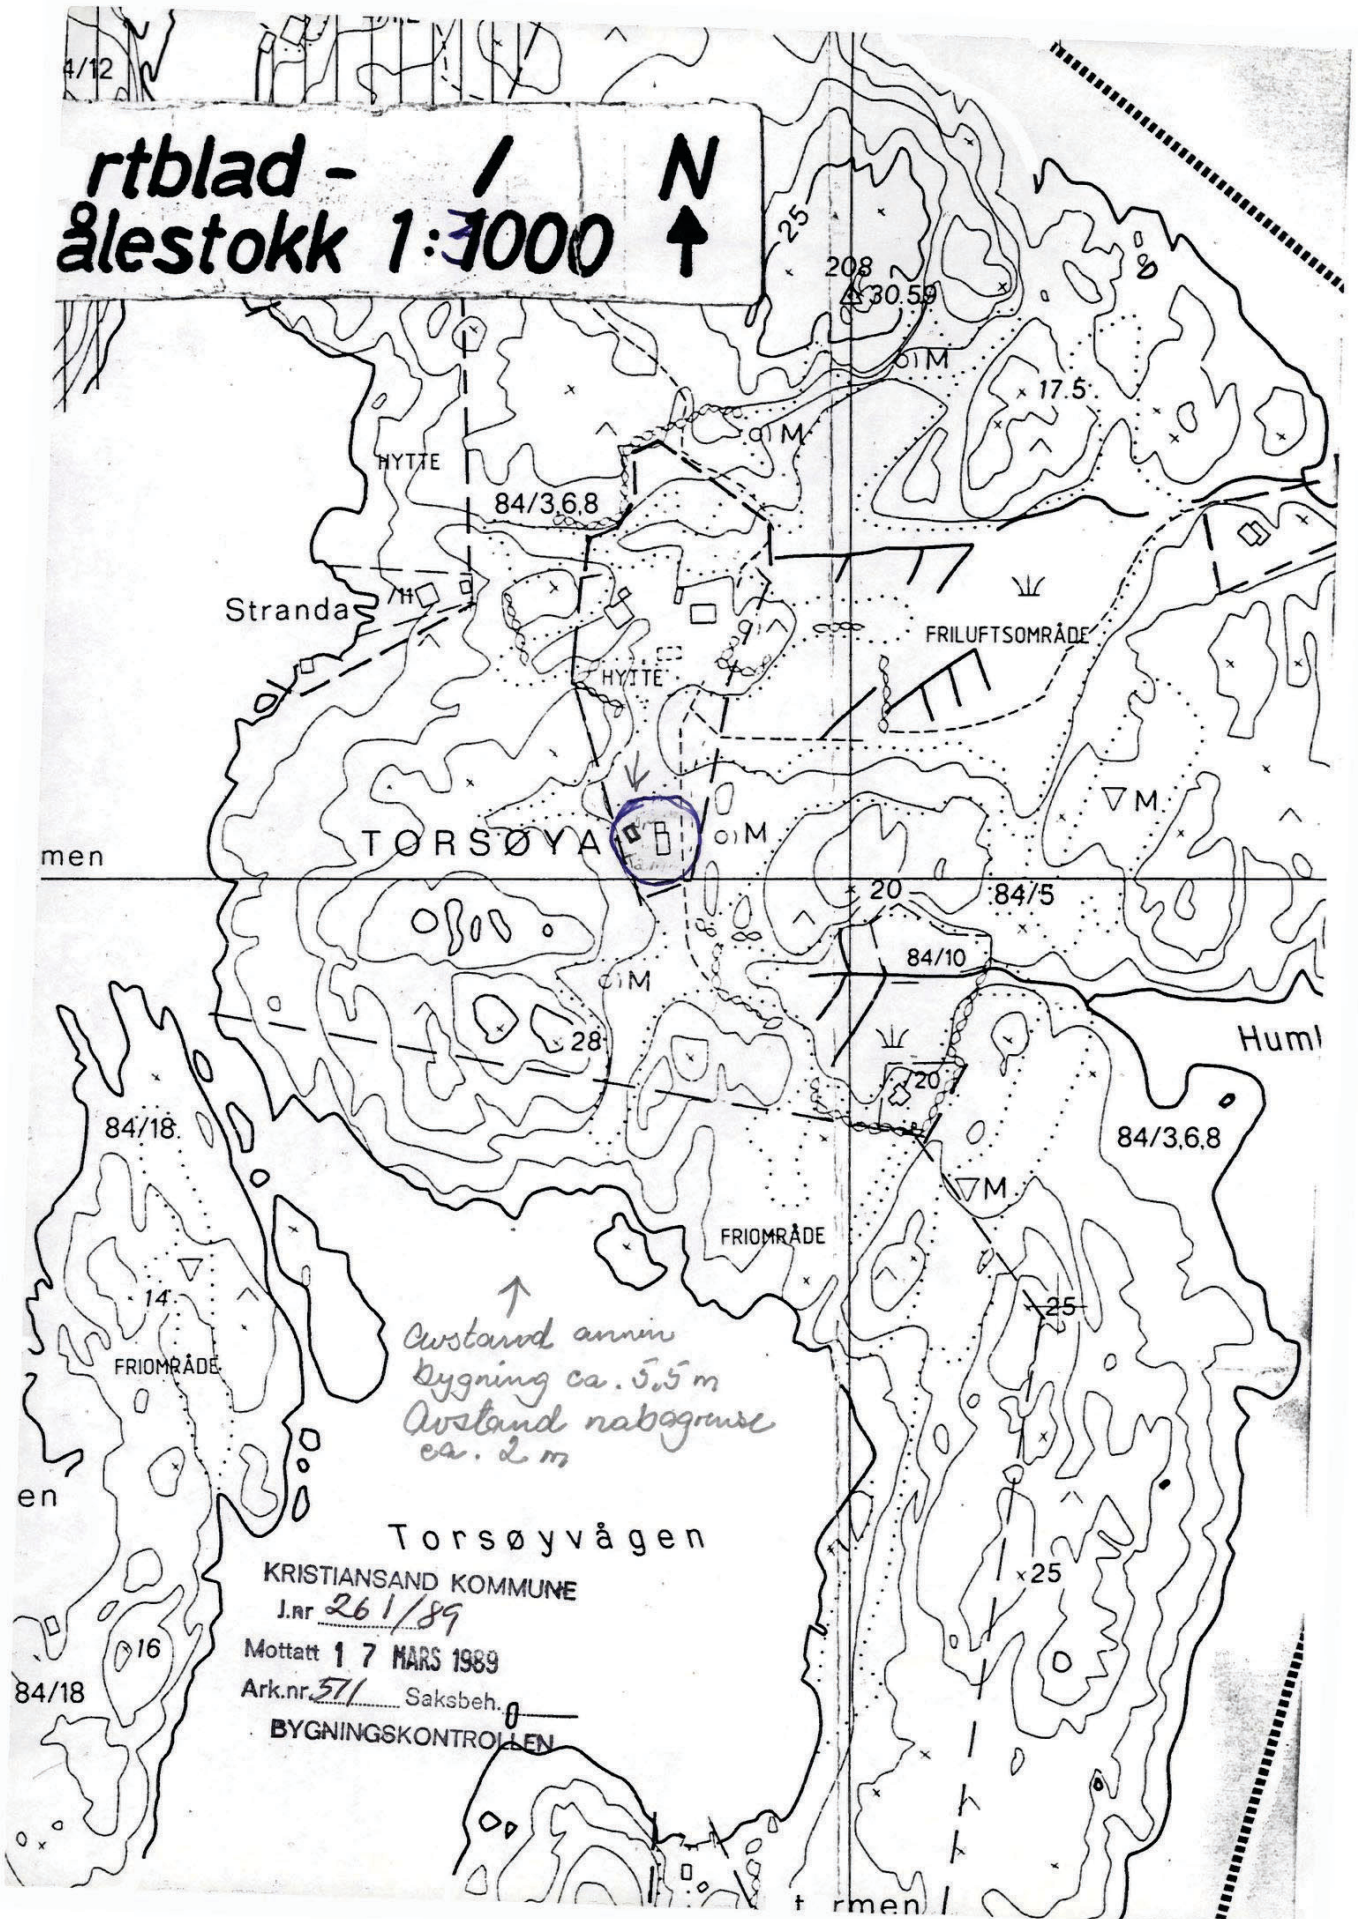 4/12
rtblad - / N
ålestokk 1:3000
25
208
30.59
M
17.5
M
HYTTE
84/3,6,8
Stranda
/11
FRILUFTSOMRÅDE
HYTTE
M
TORSØYA
M
men
20
84/5
84/10
M
28
Huml
/20
84/18
84/3,6,8
M
FRIOMRÅDE
14
25
FRIOMRÅDE
Avstand annen
bygning ca. 5,5 m
Avstand nabogrense
ca. 2 m
en
Torsøyvågen
25
KRISTIANSAND KOMMUNE
J.nr 261/89
Mottatt 17 MARS 1989
16
84/18
Ark.nr. 511 Saksbeh.
BYGNINGSKONTROLLEN
rmen